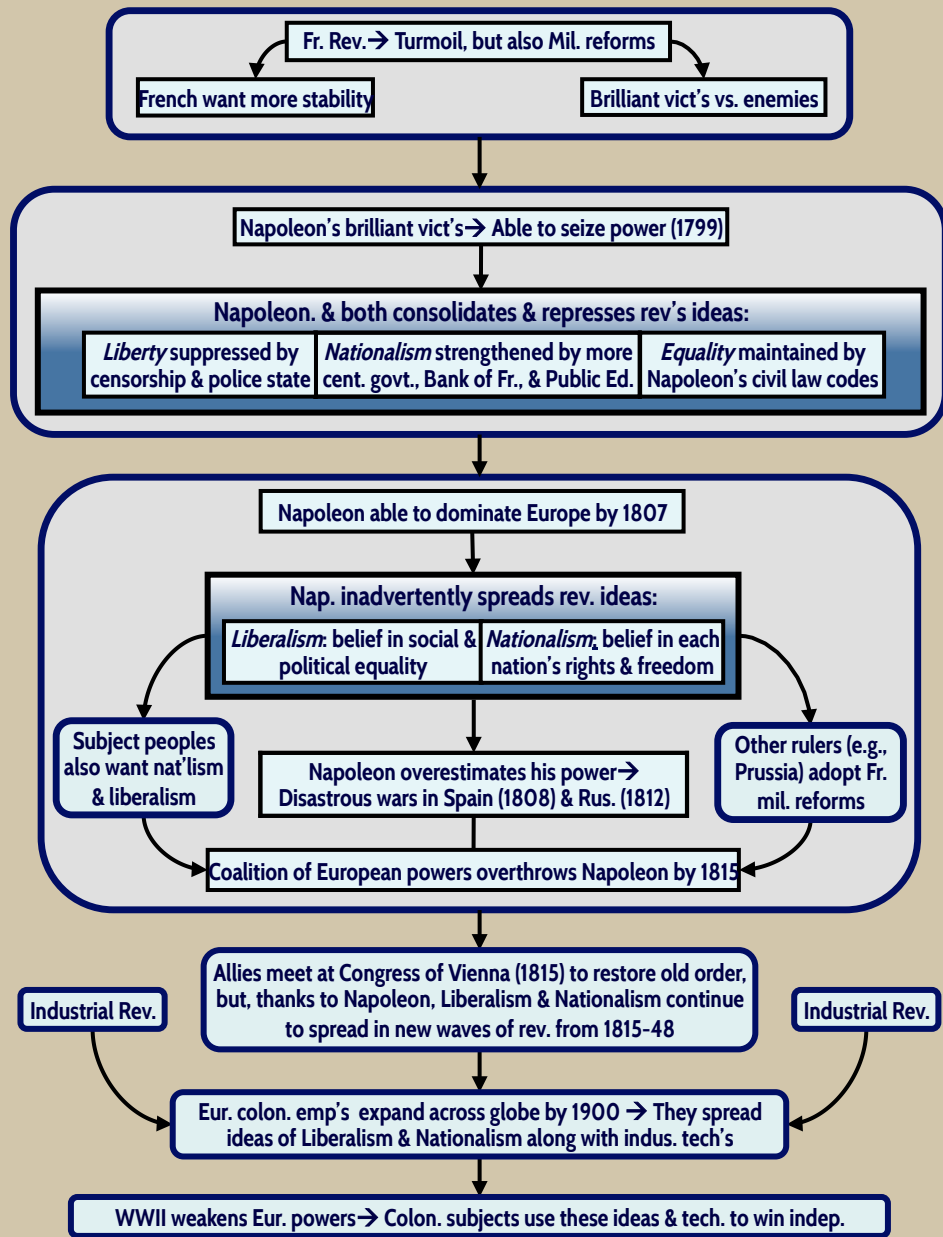 Fr. Rev.→ Turmoil, but also Mil. reforms
French want more stability
Brilliant vict's vs. enemies
Napoleon's brilliant vict's→ Able to seize power (1799)
Napoleon. & both consolidates & represses rev's ideas:
Liberty suppressed by
censorship & police state
Nationalism strengthened by more
cent. govt., Bank of Fr., & Public Ed.
Equality maintained by
Napoleon's civil law codes
Napoleon able to dominate Europe by 1807
Nap. inadvertently spreads rev. ideas:
Liberalism: belief in social &
political equality
Nationalism: belief in each
nation's rights & freedom
Subject peoples
also want nat'lism
& liberalism
Napoleon overestimates his power→
Disastrous wars in Spain (1808) & Rus. (1812)
Other rulers (e.g.,
Prussia) adopt Fr.
mil. reforms
Coalition of European powers overthrows Napoleon by 1815
Allies meet at Congress of Vienna (1815) to restore old order,
but, thanks to Napoleon, Liberalism & Nationalism continue
to spread in new waves of rev. from 1815-48
Industrial Rev.
Industrial Rev.
Eur. colon. emp's expand across globe by 1900 → They spread
ideas of Liberalism & Nationalism along with indus. tech's
WWII weakens Eur. powers→ Colon. subjects use these ideas & tech. to win indep.